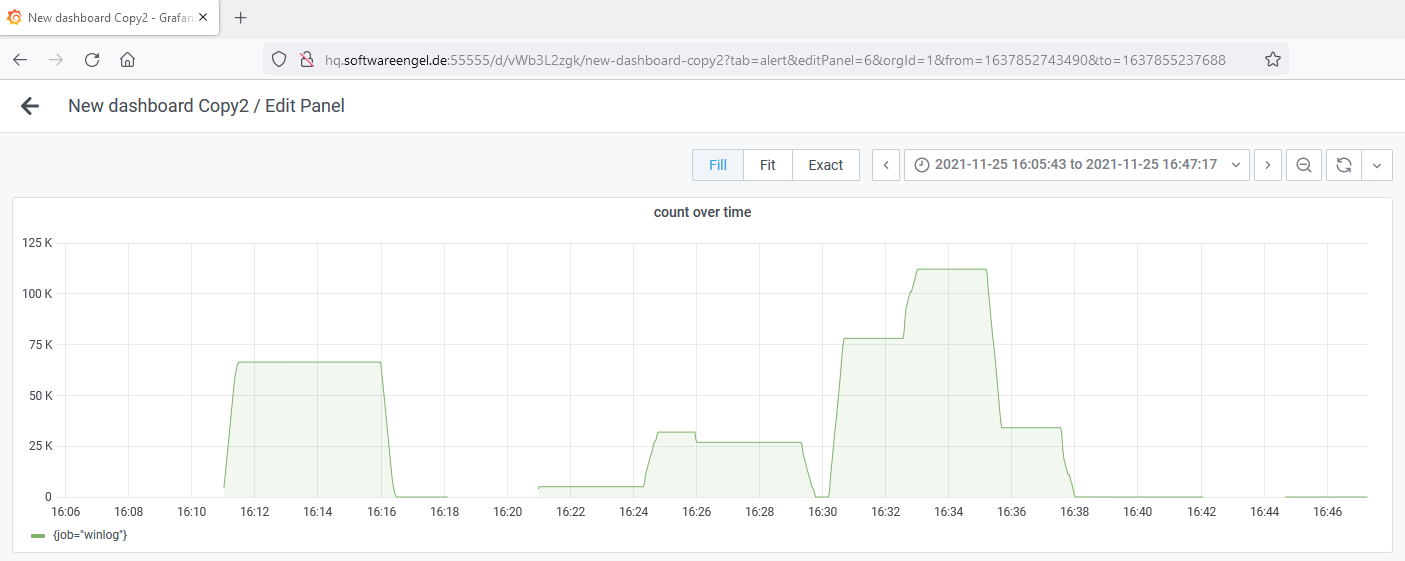 New dashboard Copy2 - Grafan
hq.softwareengel.de:55555/d/vWb3L2zgk/new-dashboard-copy2?tab=alert&editPanel=6&orgId=1&from=1637852743490&to=1637855237688
New dashboard Copy2 / Edit Panel
Fill Fit Exact 2021-11-25 16:05:43 to 2021-11-25 16:47:17
count over time
125 K
100 K
75 K
50 K
25 K
0
16:06 16:08 16:10 16:12 16:14 16:16 16:18 16:20 16:22 16:24 16:26 16:28 16:30 16:32 16:34 16:36 16:38 16:40 16:42 16:44 16:46
{job="winlog"}